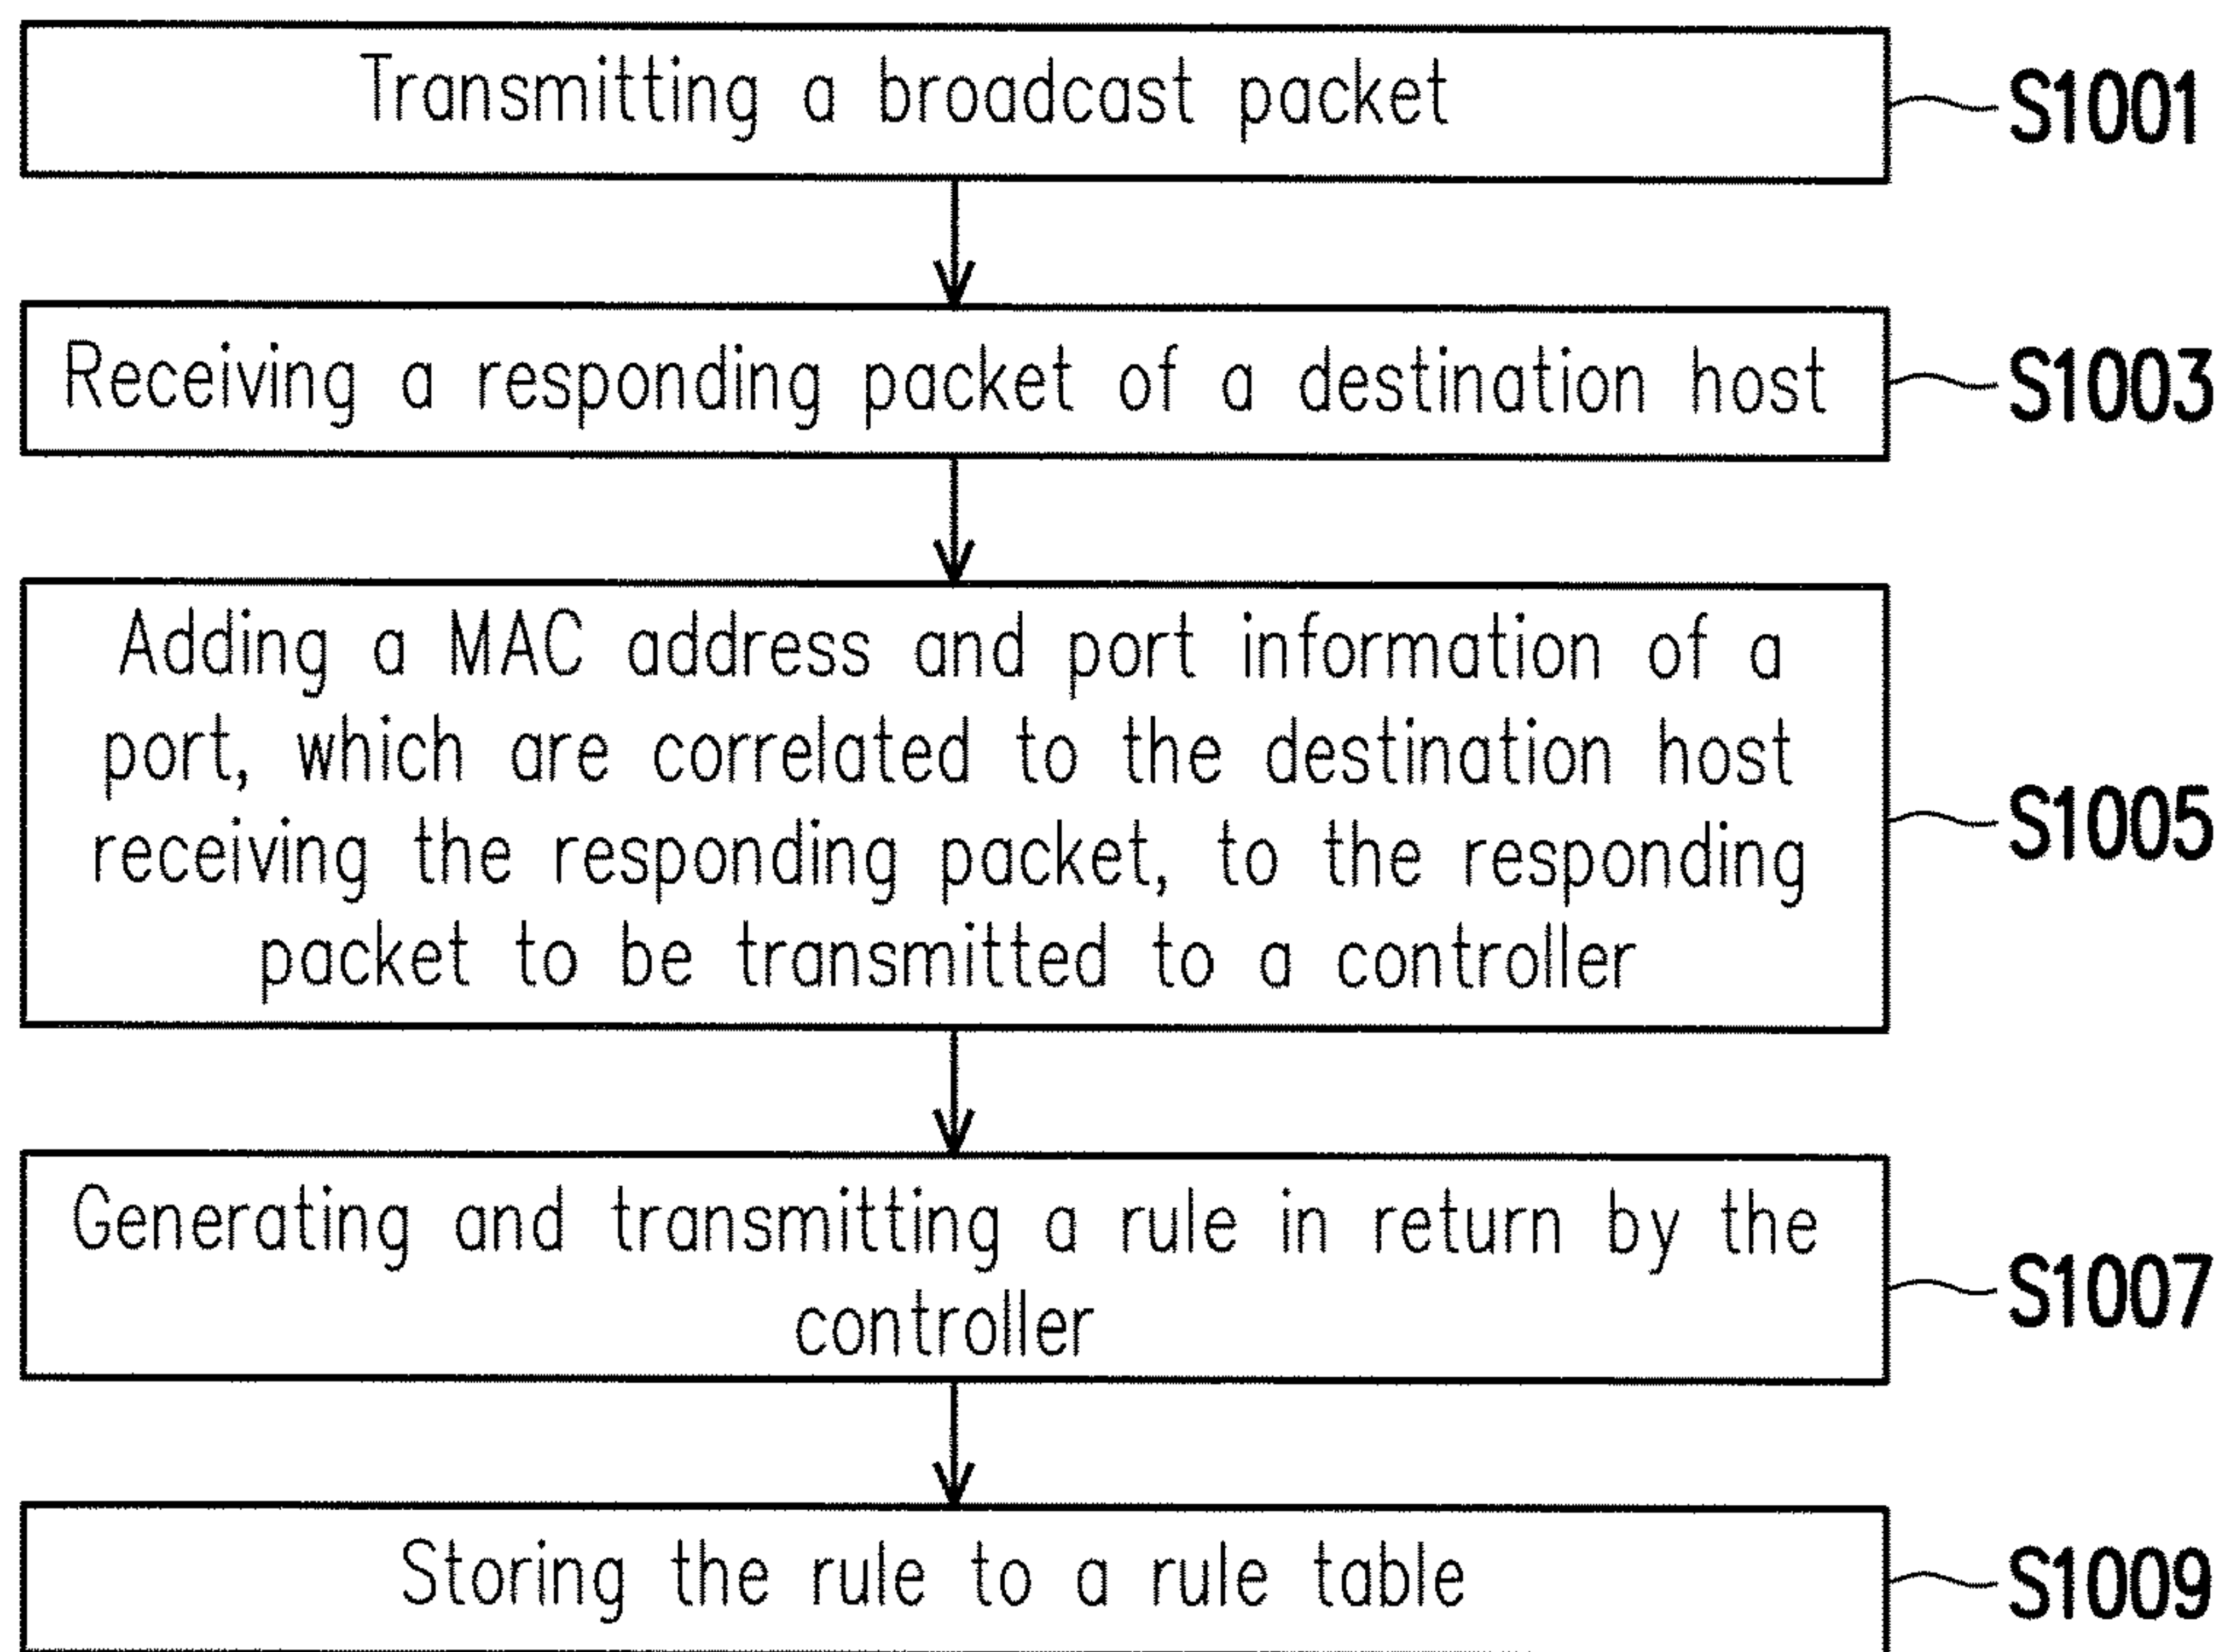 Transmitting a broadcast packet
S1001
Receiving a responding packet of a destination host
S1003
Adding a MAC address and port information of a
port, which are correlated to the destination host
receiving the responding packet, to the responding
packet to be transmitted to a controller
S1005
Generating and transmitting a rule in return by the
controller
S1007
Storing the rule to a rule table
S1009